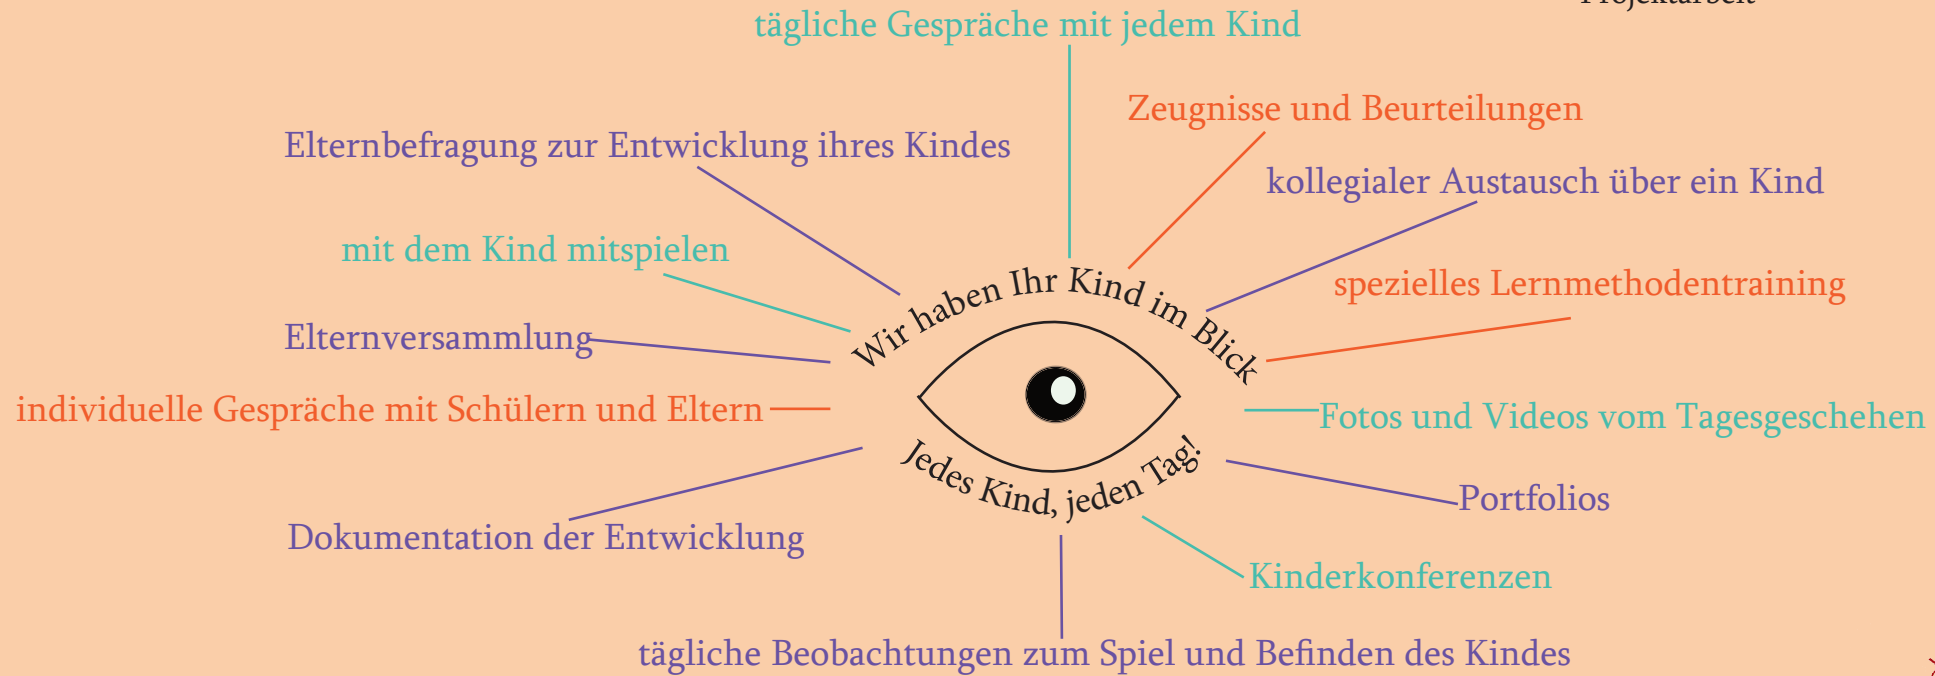 Projektarbeit
tägliche Gespräche mit jedem Kind
Zeugnisse und Beurteilungen
Elternbefragung zur Entwicklung ihres Kindes
kollegialer Austausch über ein Kind
mit dem Kind mitspielen
spezielles Lernmethodentraining
Wir haben Ihr Kind im Blick
Elternversammlung
individuelle Gespräche mit Schülern und Eltern
Fotos und Videos vom Tagesgeschehen
Jedes Kind, jeden Tag!
Portfolios
Dokumentation der Entwicklung
Kinderkonferenzen
tägliche Beobachtungen zum Spiel und Befinden des Kindes